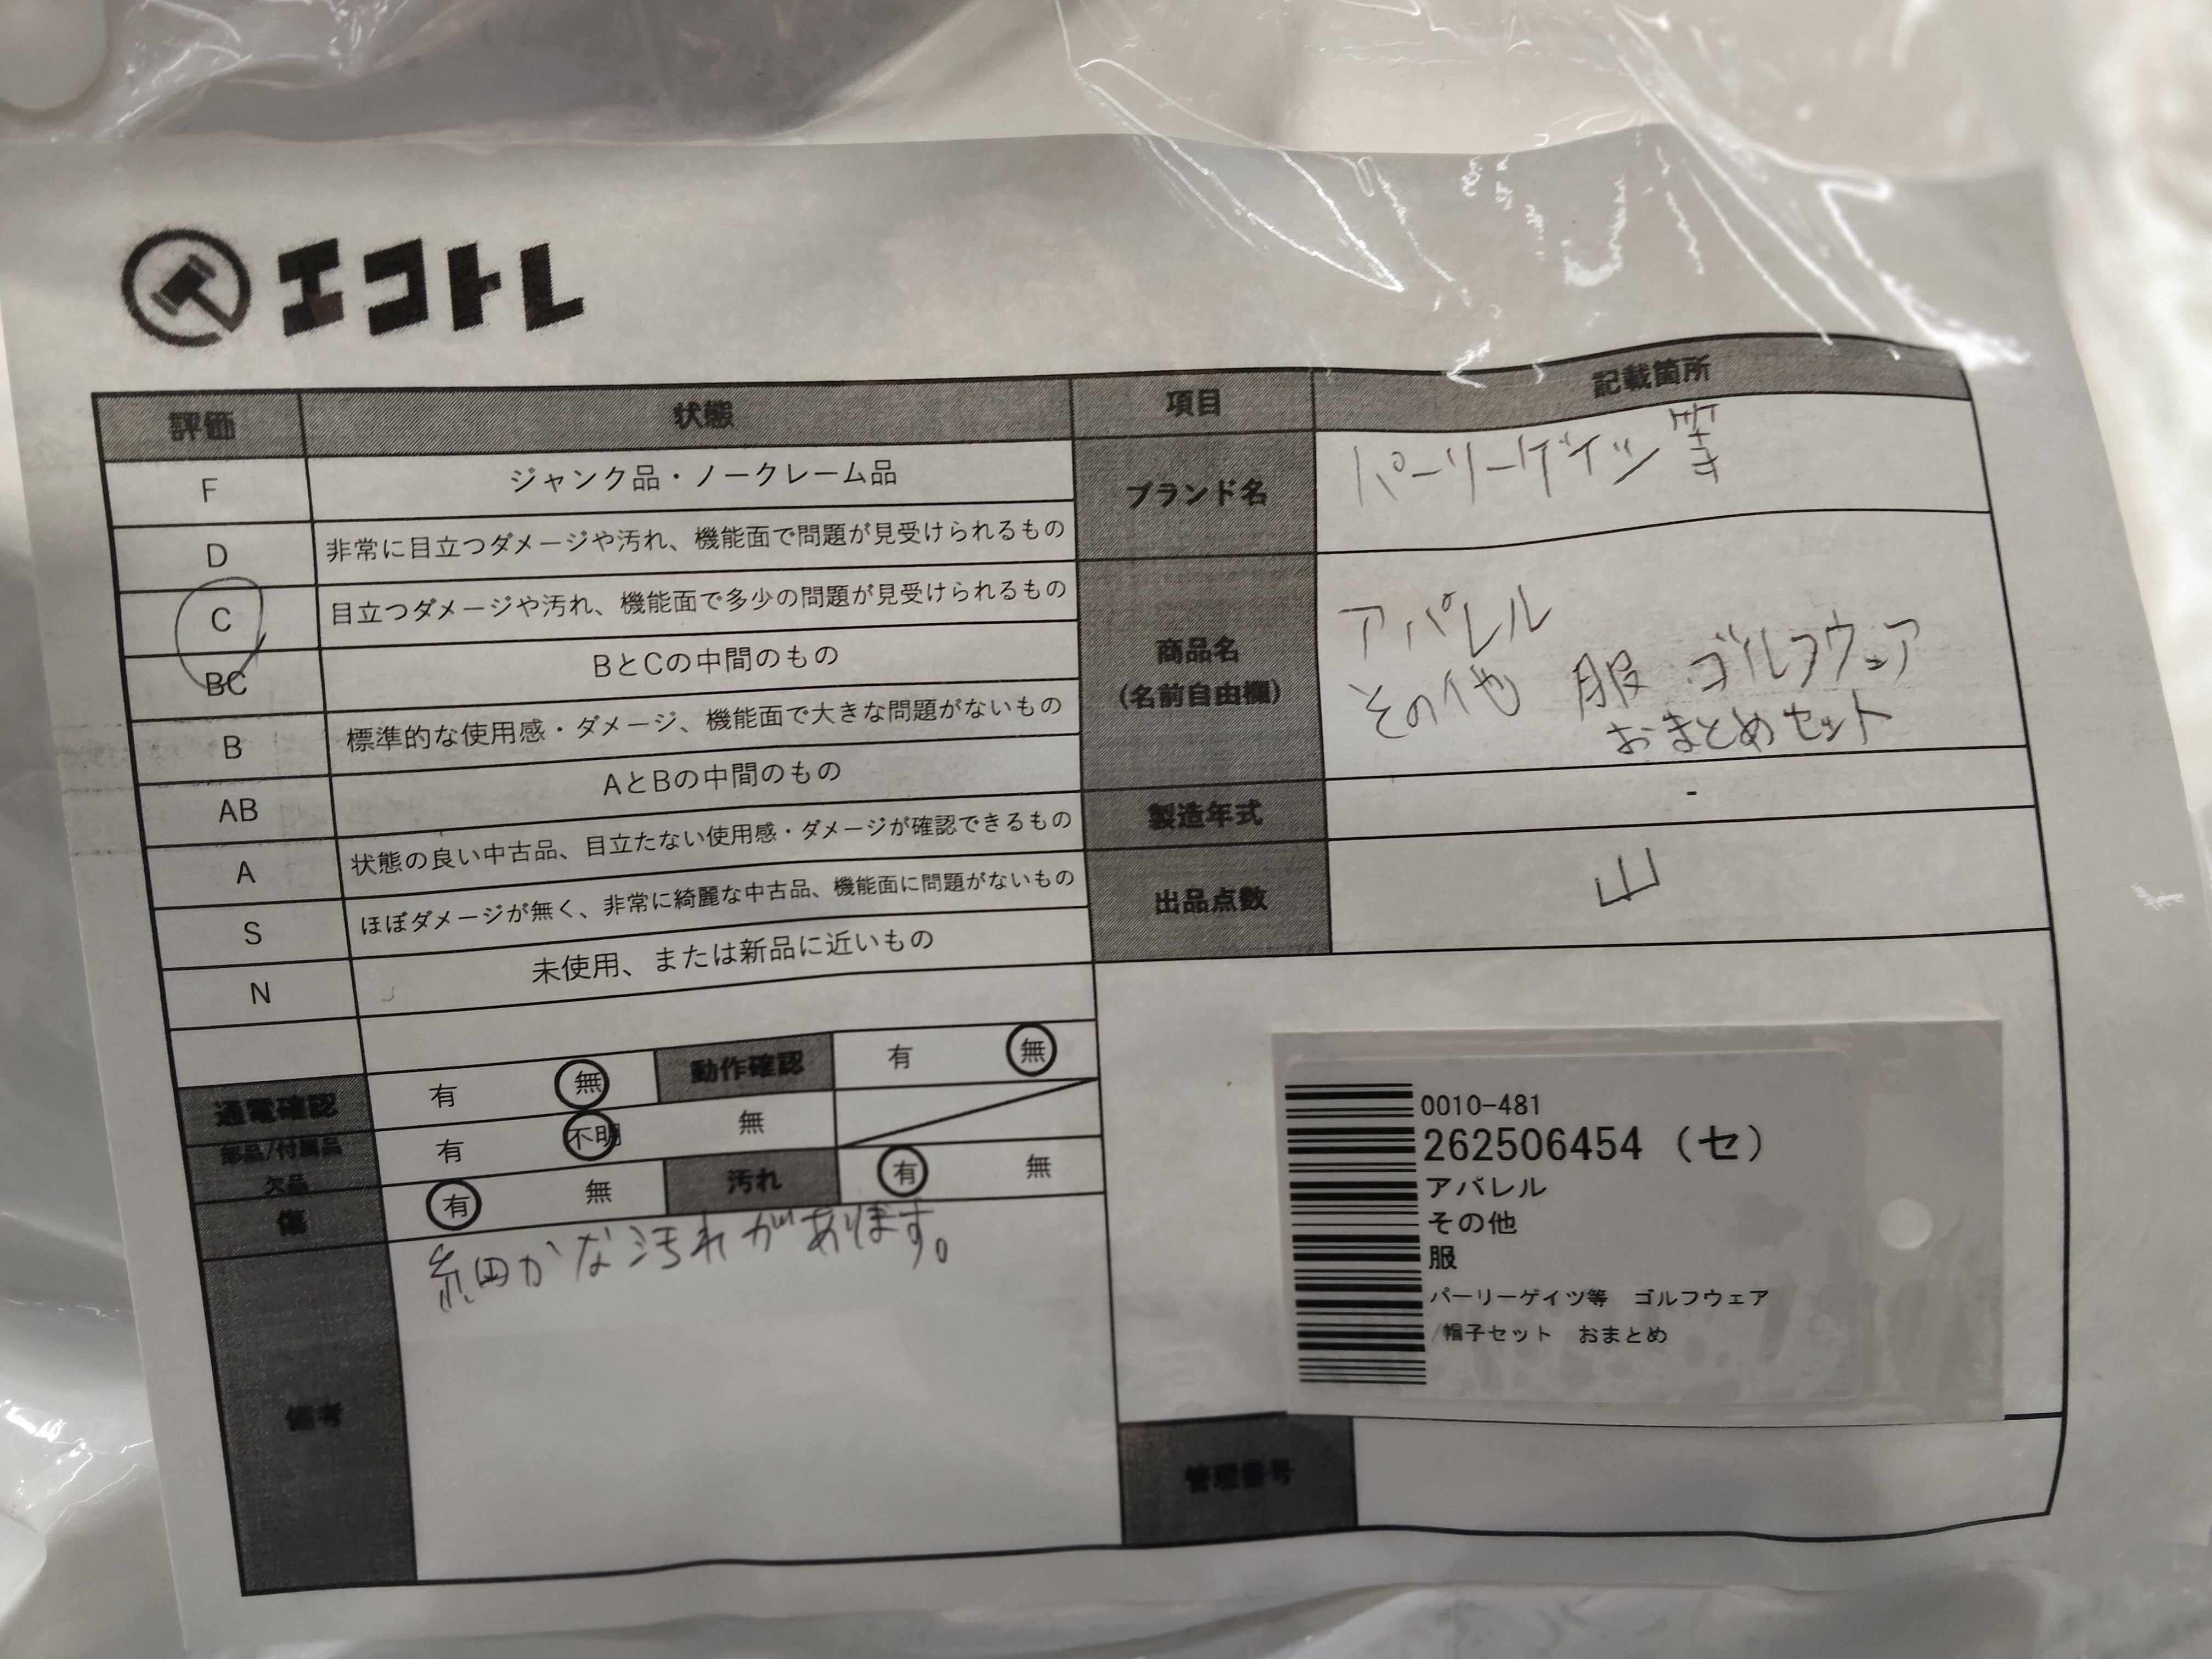 エコトレ
評価 状態 項目 記載箇所
F ジャンク品・ノークレーム品
D 非常に目立つダメージや汚れ、機能面で問題が見受けられるもの
C 目立つダメージや汚れ、機能面で多少の問題が見受けられるもの
BC BとCの中間のもの
B 標準的な使用感・ダメージ、機能面で大きな問題がないもの
AB AとBの中間のもの
A 状態の良い中古品、目立たない使用感・ダメージが確認できるもの
S ほぼダメージが無く、非常に綺麗な中古品、機能面に問題がないもの
N 未使用、または新品に近いもの
ブランド名 パーリーゲイツ等
商品名
(名前自由欄)
アパレル
その他 服 ゴルフウェア
おまとめセット
製造年式 -
出品点数 山
通電確認 有 無 動作確認 有 無
部品/付属品
欠品
有 不明 無
傷 有 無 汚れ 有 無
備考 細かな汚れがあります。
0010-481
262506454 (セ)
アパレル
その他
服
パーリーゲイツ等 ゴルフウェア
/帽子セット おまとめ
管理番号